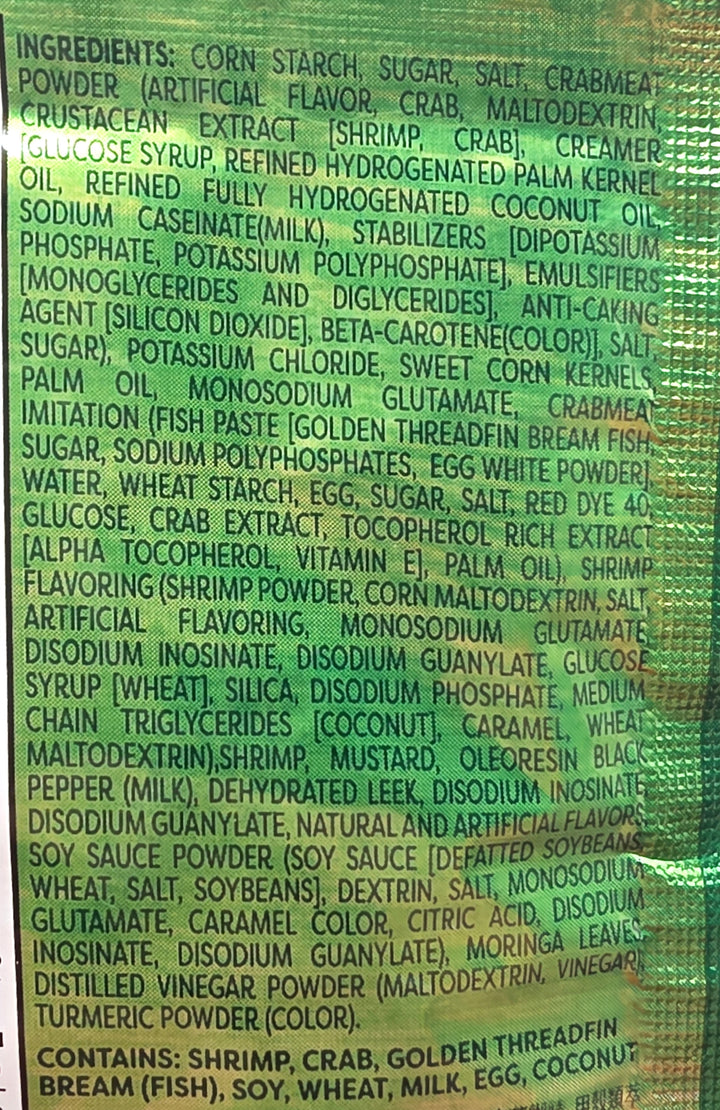 INGREDIENTS: CORN STARCH, SUGAR, SALT, CRABMEAT
POWDER (ARTIFICIAL FLAVOR, CRAB, MALTODEXTRIN,
CRUSTACEAN EXTRACT [SHRIMP, CRAB], CREAMER
[GLUCOSE SYRUP, REFINED HYDROGENATED PALM KERNEL
OIL, REFINED FULLY HYDROGENATED COCONUT OIL,
SODIUM CASEINATE(MILK), STABILIZERS [DIPOTASSIUM
PHOSPHATE, POTASSIUM POLYPHOSPHATE], EMULSIFIERS
[MONOGLYCERIDES AND DIGLYCERIDES], ANTI-CAKING
AGENT [SILICON DIOXIDE], BETA-CAROTENE(COLOR)], SALT,
SUGAR), POTASSIUM CHLORIDE, SWEET CORN KERNELS,
PALM OIL, MONOSODIUM GLUTAMATE, CRABMEAT
IMITATION (FISH PASTE [GOLDEN THREADFIN BREAM FISH,
SUGAR, SODIUM POLYPHOSPHATES, EGG WHITE POWDER],
WATER, WHEAT STARCH, EGG, SUGAR, SALT, RED DYE 40,
GLUCOSE, CRAB EXTRACT, TOCOPHEROL RICH EXTRACT
[ALPHA TOCOPHEROL, VITAMIN E], PALM OIL), SHRIMP
FLAVORING (SHRIMP POWDER, CORN MALTODEXTRIN, SALT,
ARTIFICIAL FLAVORING, MONOSODIUM GLUTAMATE,
DISODIUM INOSINATE, DISODIUM GUANYLATE, GLUCOSE
SYRUP [WHEAT], SILICA, DISODIUM PHOSPHATE, MEDIUM
CHAIN TRIGLYCERIDES [COCONUT], CARAMEL, WHEAT
MALTODEXTRIN),SHRIMP, MUSTARD, OLEORESIN BLACK
PEPPER (MILK), DEHYDRATED LEEK, DISODIUM INOSINATE,
DISODIUM GUANYLATE, NATURAL AND ARTIFICIAL FLAVORS,
SOY SAUCE POWDER (SOY SAUCE [DEFATTED SOYBEANS,
WHEAT, SALT, SOYBEANS], DEXTRIN, SALT, MONOSODIUM
GLUTAMATE, CARAMEL COLOR, CITRIC ACID, DISODIUM
INOSINATE, DISODIUM GUANYLATE), MORINGA LEAVES,
DISTILLED VINEGAR POWDER (MALTODEXTRIN, VINEGAR),
TURMERIC POWDER (COLOR).
CONTAINS: SHRIMP, CRAB, GOLDEN THREADFIN
BREAM (FISH), SOY, WHEAT, MILK, EGG, COCONUT